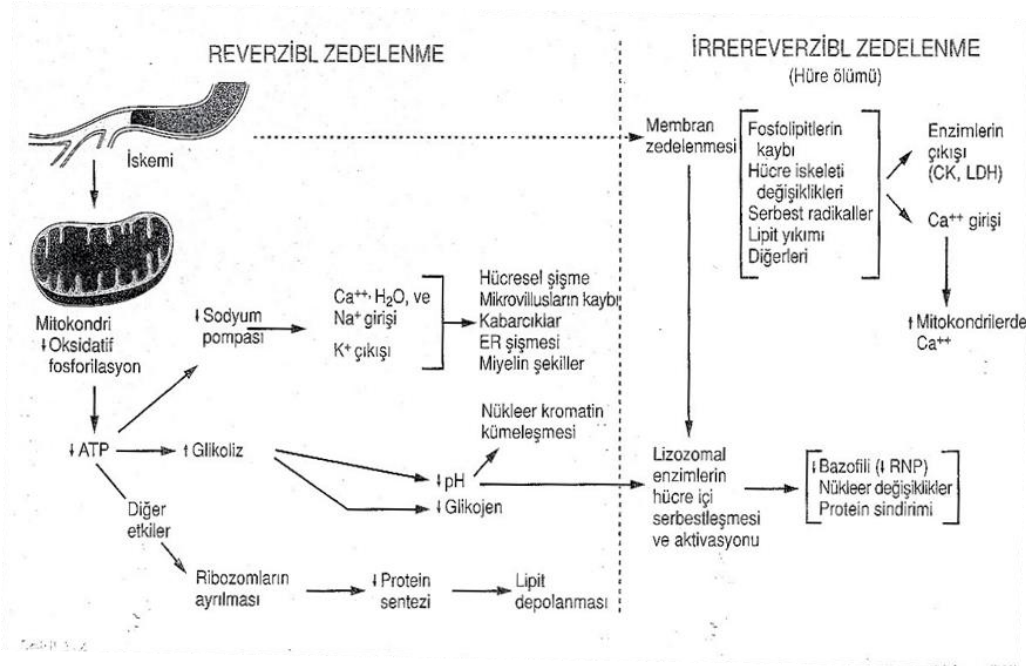 REVERZİBL ZEDELENME
İskemi
Mitokondri
↓Oksidatif
fosforilasyon
↓ATP
↓ Sodyum
pompası
Ca⁺⁺, H₂O, ve
Na⁺ girişi
K⁺ çıkışı
Hücresel şişme
Mikrovillusların kaybı
Kabarcıklar
ER şişmesi
Miyelin şekiller
↑ Glikoliz
↓pH
↓ Glikojen
Nükleer kromatin
kümeleşmesi
Diğer
etkiler
Ribozomların
ayrılması
↓ Protein
sentezi
Lipit
depolanması
İRREREVERZİBL ZEDELENME
(Hüre ölümü)
Membran
zedelenmesi
Fosfolipitlerin
kaybı
Hücre iskeleti
değişiklikleri
Serbest radikaller
Lipit yıkımı
Diğerleri
Enzimlerin
çıkışı
(CK, LDH)
Ca⁺⁺ girişi
↑ Mitokondrilerde
Ca⁺⁺
Lizozomal
enzimlerin
hücre içi
serbestleşmesi
ve aktivasyonu
↓ Bazofili (↓ RNP)
Nükleer değişiklikler
Protein sindirimi